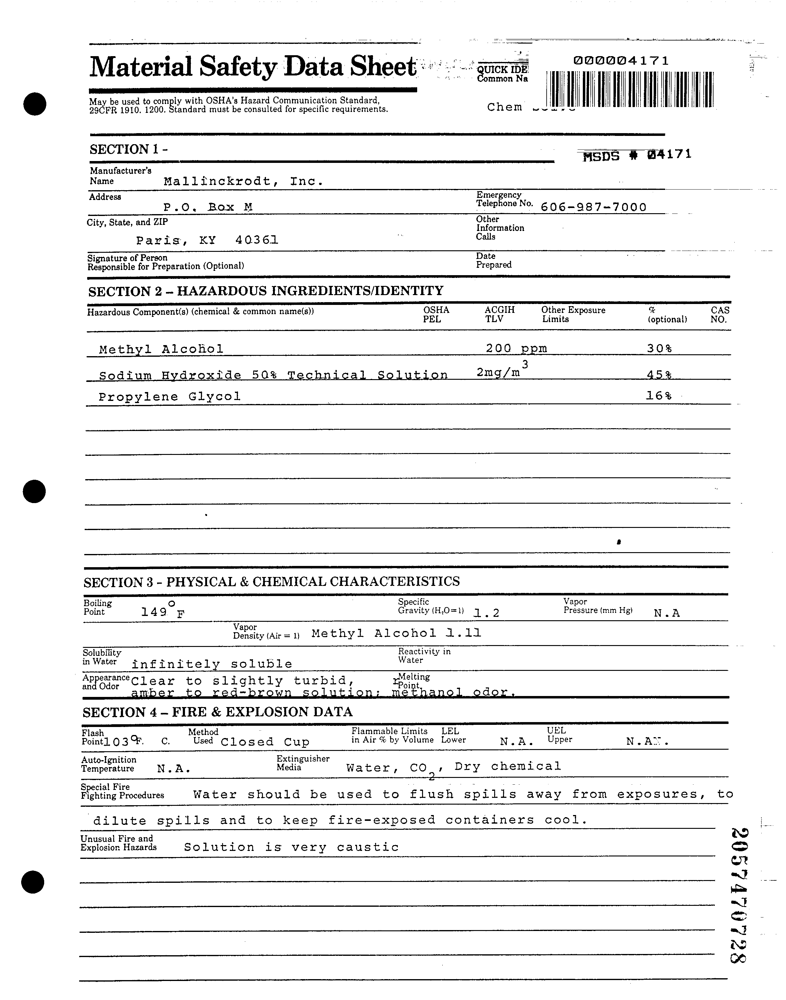 Material Safety Data Sheet
QUICK IDE
Common Na
000004171
May be used to comply with OSHA's Hazard Communication Standard,
29CFR 1910. 1200. Standard must be consulted for specific requirements.
Chem
SECTION 1 -
MSDS # 04171
Manufacturer's
Name Mallinckrodt, Inc.
Address P.O. Box M
Emergency
Telephone No. 606-987-7000
City, State, and ZIP
Paris, KY 40361
Other
Information
Calls
Signature of Person
Responsible for Preparation (Optional)
Date
Prepared
SECTION 2 – HAZARDOUS INGREDIENTS/IDENTITY
Hazardous Component(s) (chemical & common name(s)) OSHA PEL ACGIH TLV Other Exposure Limits % (optional) CAS NO.
Methyl Alcohol 200 ppm 30%
Sodium Hydroxide 50% Technical Solution 2mg/m3 45%
Propylene Glycol 16%
SECTION 3 - PHYSICAL & CHEMICAL CHARACTERISTICS
Boiling
Point 149 °F
Specific
Gravity (H2O=1) 1.2
Vapor
Pressure (mm Hg) N.A
Vapor
Density (Air = 1) Methyl Alcohol 1.11
Solubility
in Water infinitely soluble
Reactivity in
Water
Appearance
and Odor Clear to slightly turbid,
amber to red-brown solution; methanol odor.
Melting
Point
SECTION 4 – FIRE & EXPLOSION DATA
Flash
Point 103°F. C.
Method
Used Closed Cup
Flammable Limits
in Air % by Volume
LEL
Lower N.A.
UEL
Upper N.A.
Auto-Ignition
Temperature N.A.
Extinguisher
Media Water, CO2, Dry chemical
Special Fire
Fighting Procedures Water should be used to flush spills away from exposures, to
dilute spills and to keep fire-exposed containers cool.
Unusual Fire and
Explosion Hazards Solution is very caustic
2057470728